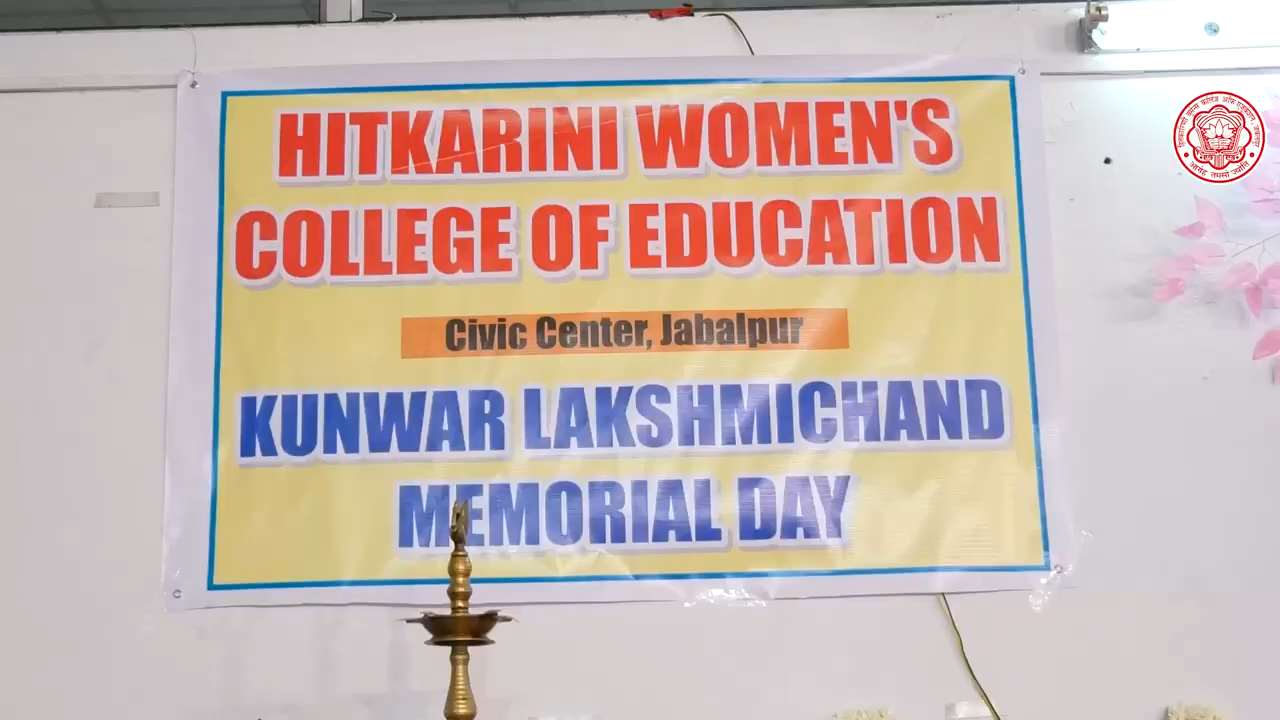 HITKARINI WOMEN'S
COLLEGE OF EDUCATION
Civic Center, Jabalpur
KUNWAR LAKSHMICHAND
MEMORIAL DAY